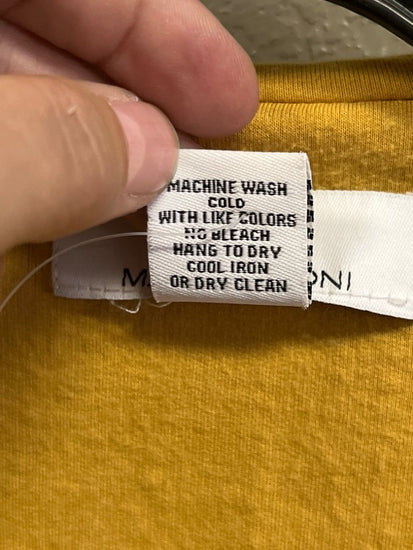 MACHINE WASH
COLD
WITH LIKE COLORS
NO BLEACH
HANG TO DRY
COOL IRON
OR DRY CLEAN